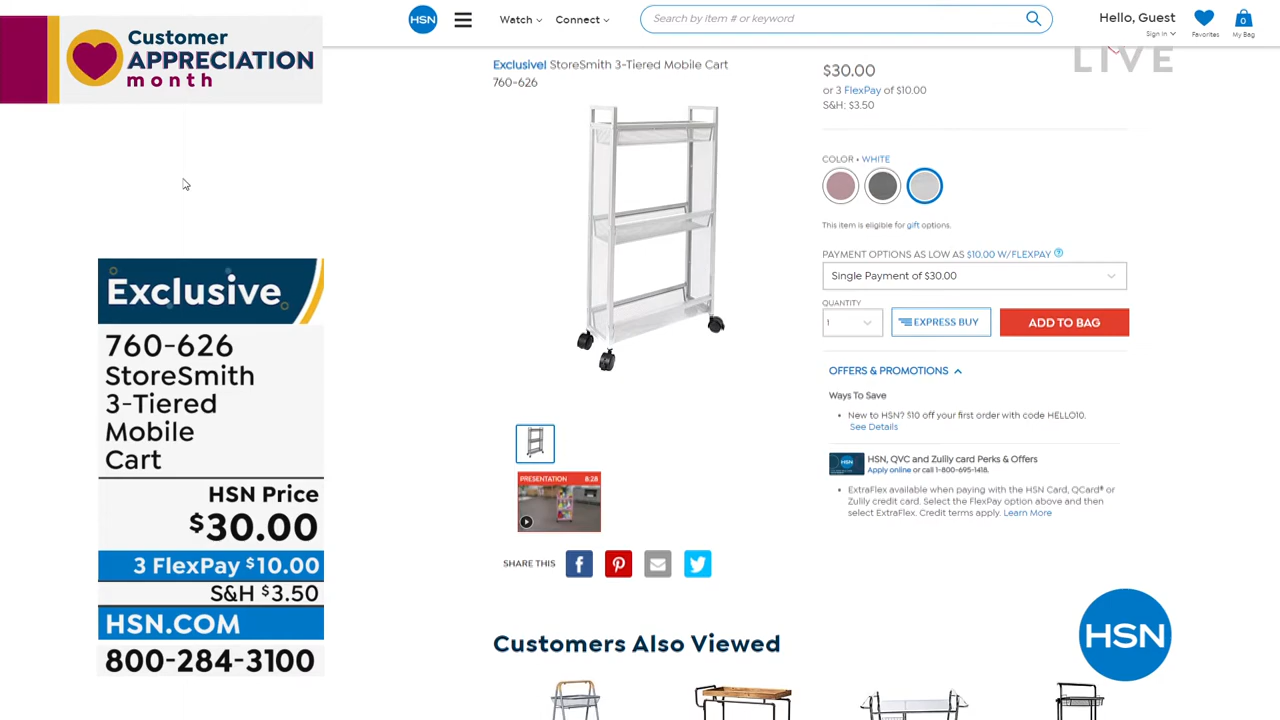 Customer
APPRECIATION
month
HSN
Watch
Connect
Search by item # or keyword
Hello, Guest
Sign In
Favorites
0
My Bag
LIVE
Exclusive! StoreSmith 3-Tiered Mobile Cart
760-626
$30.00
or 3 FlexPay of $10.00
S&H: $3.50
COLOR • WHITE
This item is eligible for gift options.
PAYMENT OPTIONS AS LOW AS $10.00 W/FLEXPAY ?
Single Payment of $30.00
QUANTITY
1
EXPRESS BUY
ADD TO BAG
OFFERS & PROMOTIONS
Ways To Save
• New to HSN? $10 off your first order with code HELLO10.
See Details
HSN
HSN, QVC and Zulily card Perks & Offers
Apply online or call 1-800-695-1418.
• ExtraFlex available when paying with the HSN Card, QCard® or
Zulily credit card. Select the FlexPay option above and then
select ExtraFlex. Credit terms apply. Learn More
PRESENTATION 8:28
SHARE THIS
Customers Also Viewed
Exclusive
760-626
StoreSmith
3-Tiered
Mobile
Cart
HSN Price
$30.00
3 FlexPay $10.00
S&H $3.50
HSN.COM
800-284-3100
HSN